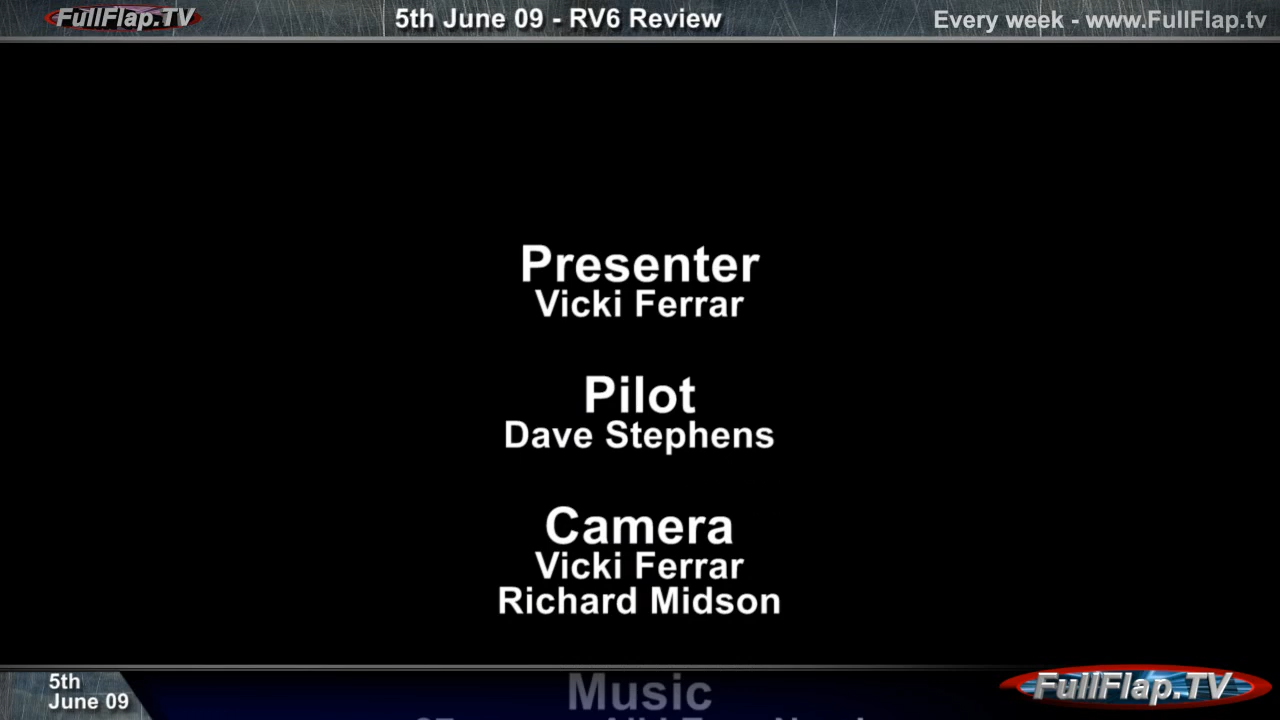 FullFlap.TV
5th June 09 - RV6 Review
Every week - www.FullFlap.tv
Presenter
Vicki Ferrar
Pilot
Dave Stephens
Camera
Vicki Ferrar
Richard Midson
Music
5th
June 09
FullFlap.TV